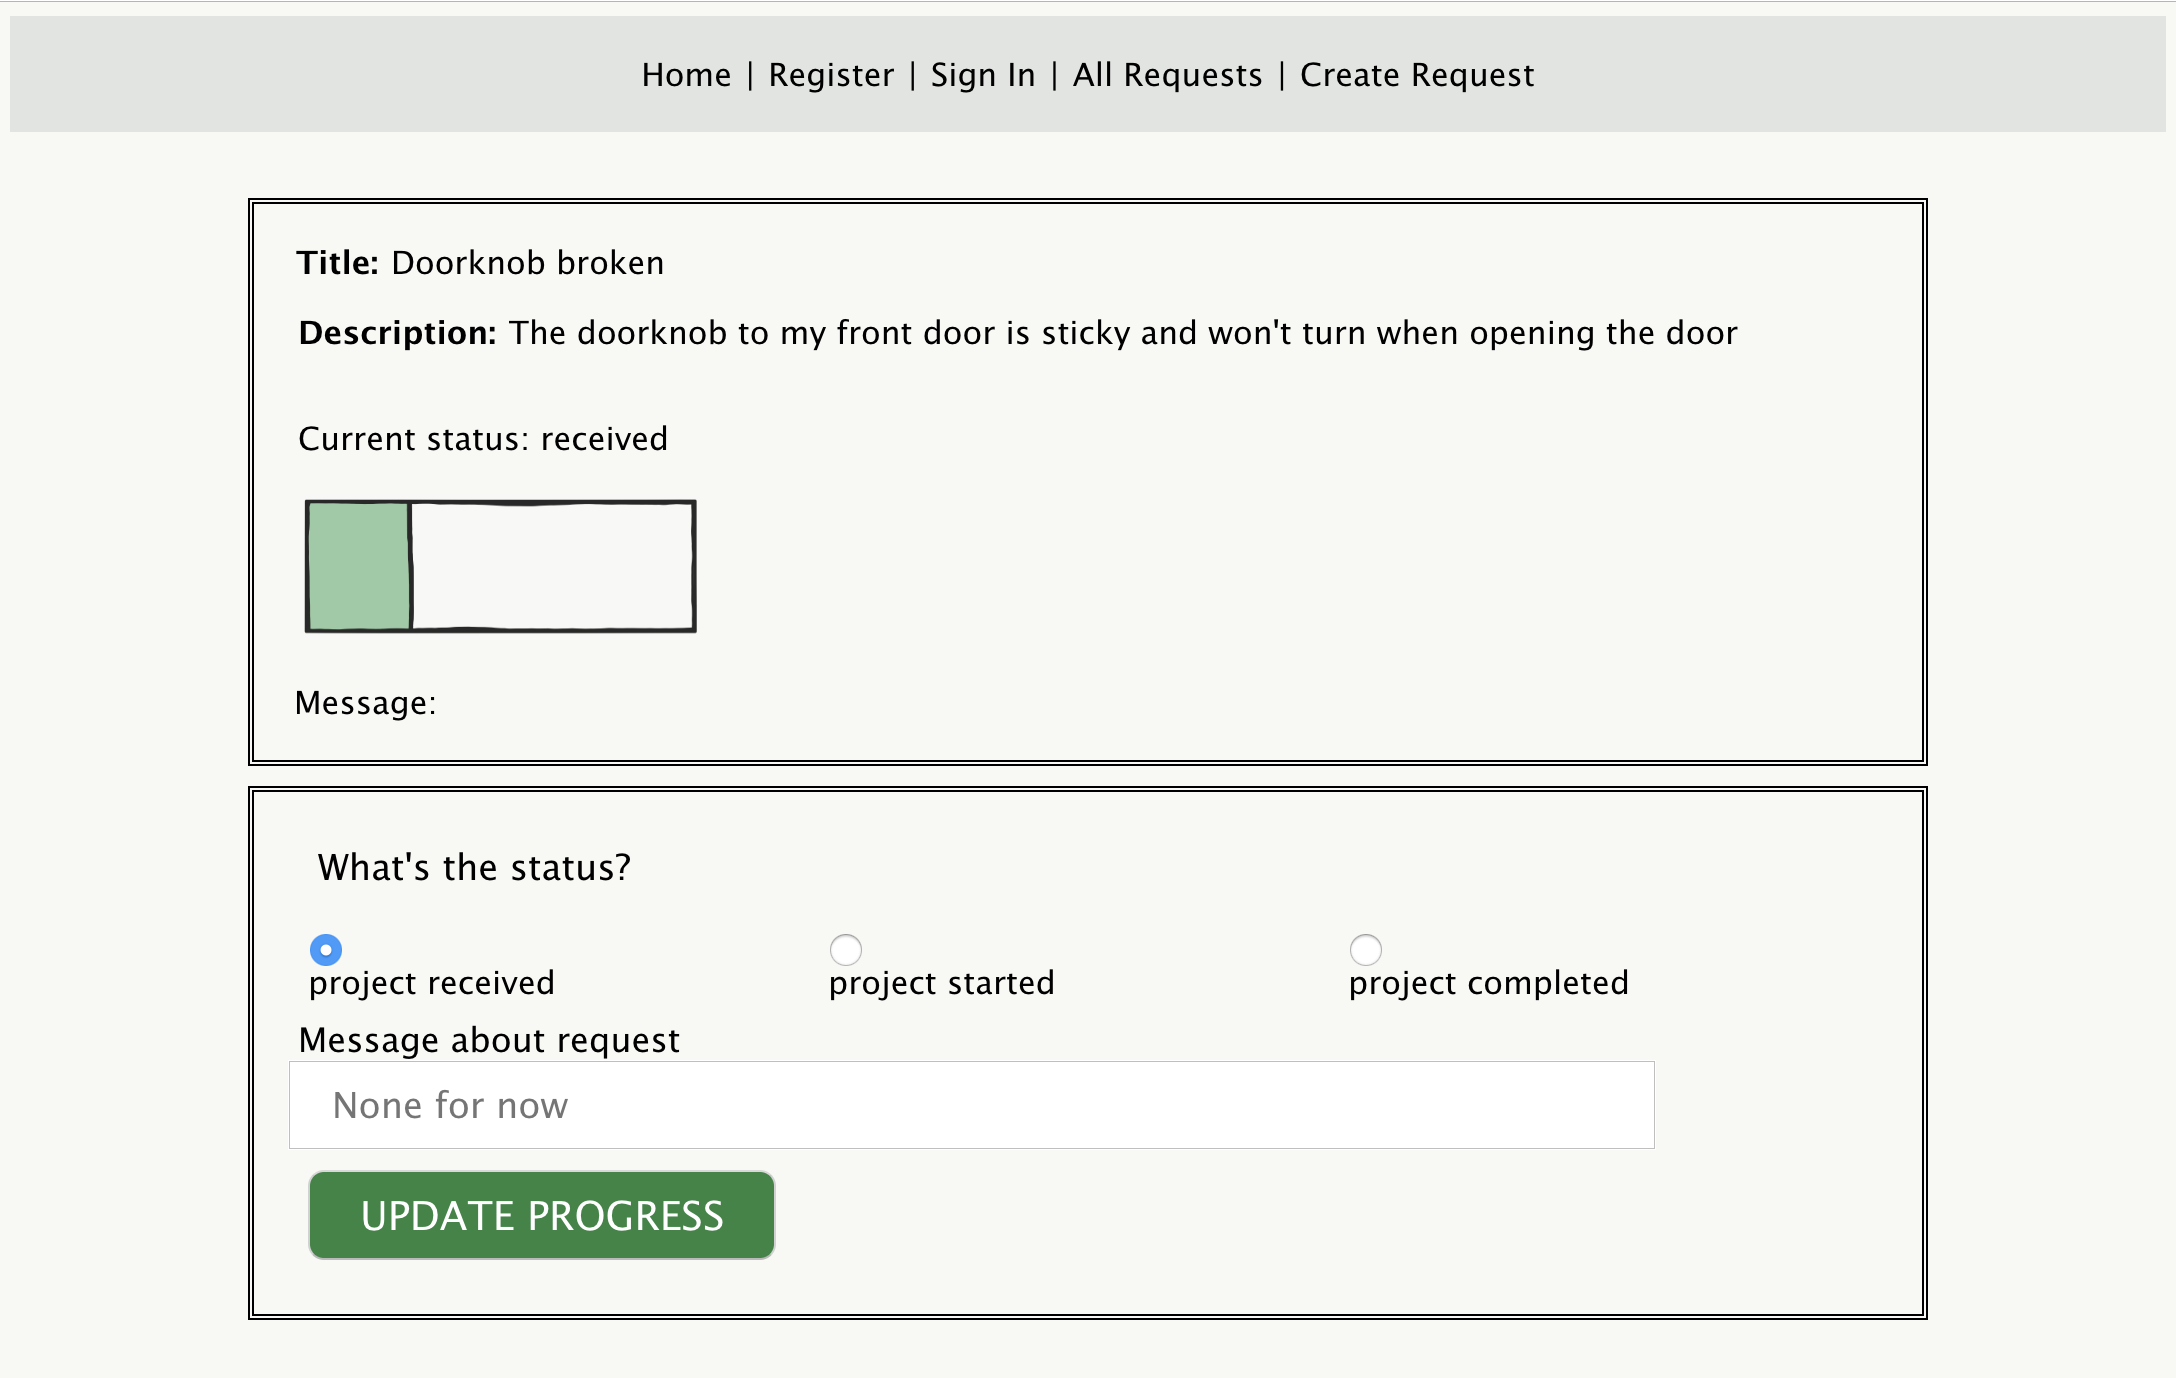 Home | Register | Sign In | All Requests | Create Request
Title: Doorknob broken
Description: The doorknob to my front door is sticky and won't turn when opening the door
Current status: received
Message:
What's the status?
project received project started project completed
Message about request
None for now
UPDATE PROGRESS